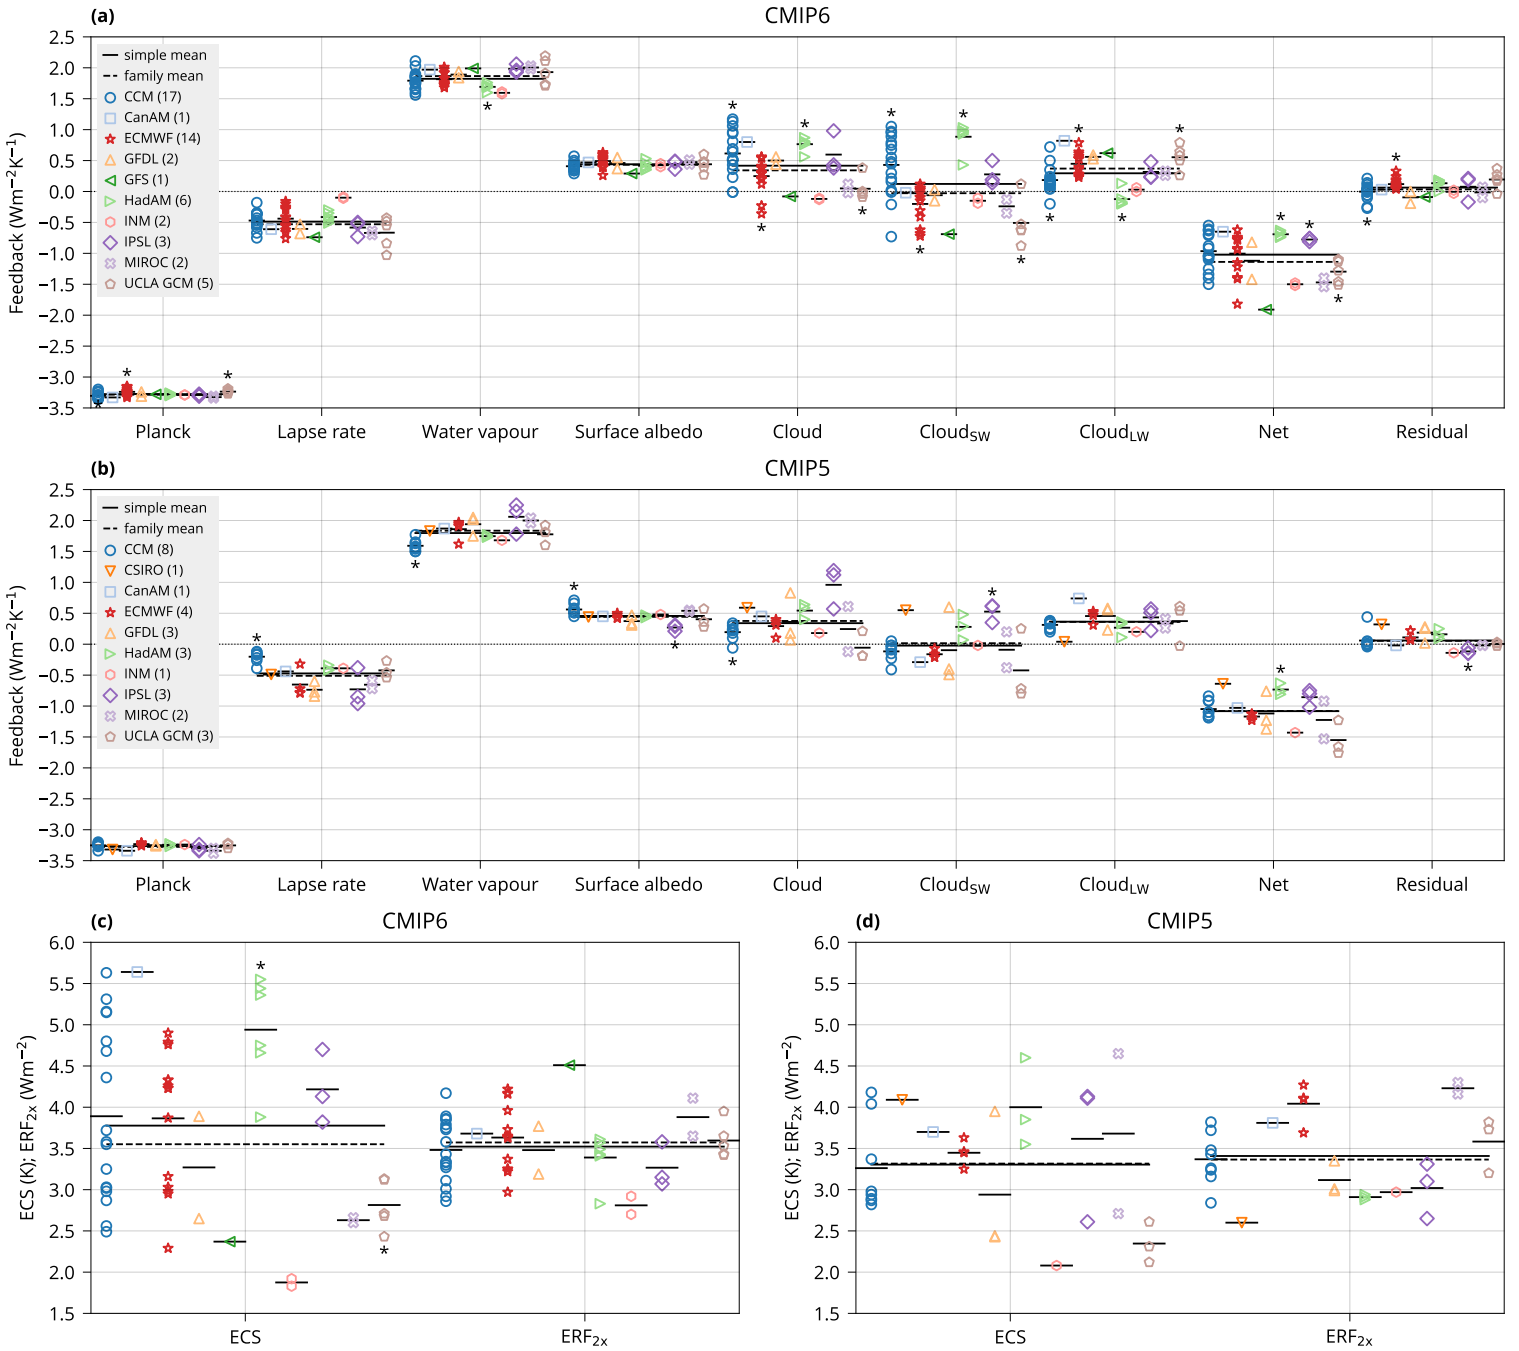 (a) CMIP6
Feedback (Wm⁻²K⁻¹)
2.5
2.0
1.5
1.0
0.5
0.0
−0.5
−1.0
−1.5
−2.0
−2.5
−3.0
−3.5
simple mean
family mean
CCM (17)
CanAM (1)
ECMWF (14)
GFDL (2)
GFS (1)
HadAM (6)
INM (2)
IPSL (3)
MIROC (2)
UCLA GCM (5)
Planck Lapse rate Water vapour Surface albedo Cloud Cloud_SW Cloud_LW Net Residual
(b) CMIP5
Feedback (Wm⁻²K⁻¹)
2.5
2.0
1.5
1.0
0.5
0.0
−0.5
−1.0
−1.5
−2.0
−2.5
−3.0
−3.5
simple mean
family mean
CCM (8)
CSIRO (1)
CanAM (1)
ECMWF (4)
GFDL (3)
HadAM (3)
INM (1)
IPSL (3)
MIROC (2)
UCLA GCM (3)
Planck Lapse rate Water vapour Surface albedo Cloud Cloud_SW Cloud_LW Net Residual
(c) CMIP6
ECS (K); ERF₂ₓ (Wm⁻²)
6.0
5.5
5.0
4.5
4.0
3.5
3.0
2.5
2.0
1.5
ECS ERF₂ₓ
(d) CMIP5
ECS (K); ERF₂ₓ (Wm⁻²)
6.0
5.5
5.0
4.5
4.0
3.5
3.0
2.5
2.0
1.5
ECS ERF₂ₓ